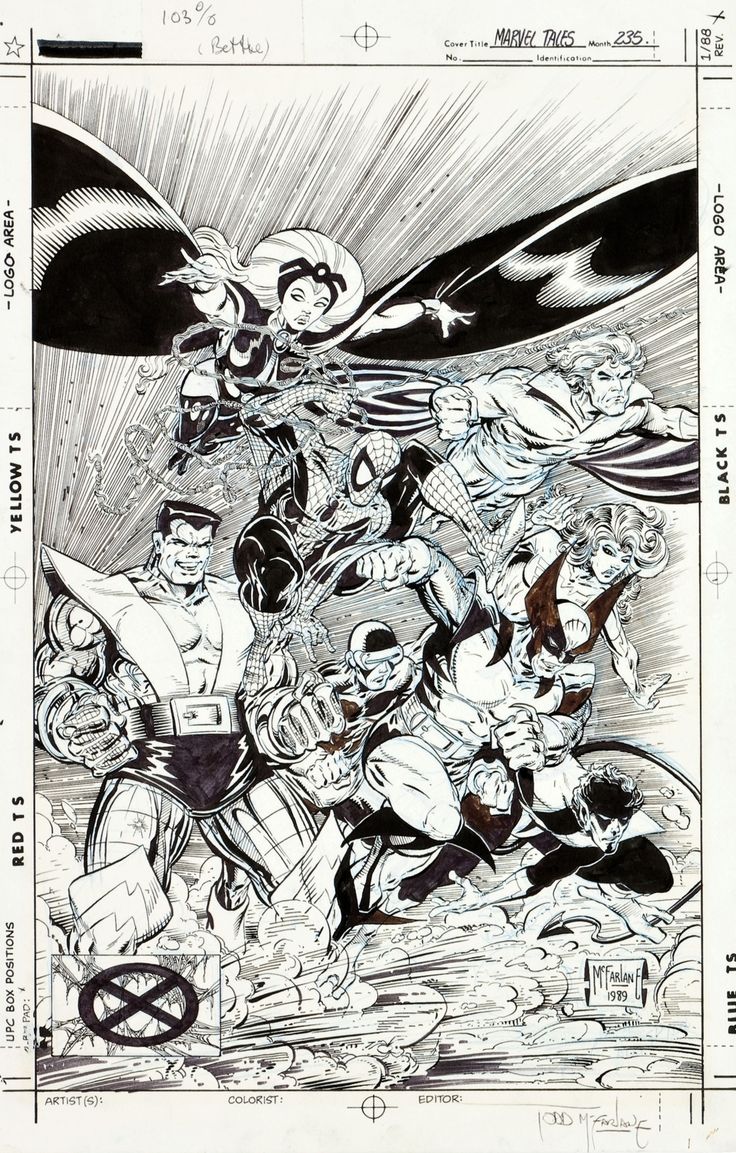 103%
Cover Title MARVEL TALES Month 235.
No. Identification
1/88
REV. X
- LOGO AREA -
- LOGO AREA -
YELLOW TS
BLACK TS
RED TS
BLUE TS
UPC BOX POSITIONS
McFARLANE
1989
ARTIST(S): COLORIST: EDITOR:
TODD McFARLANE